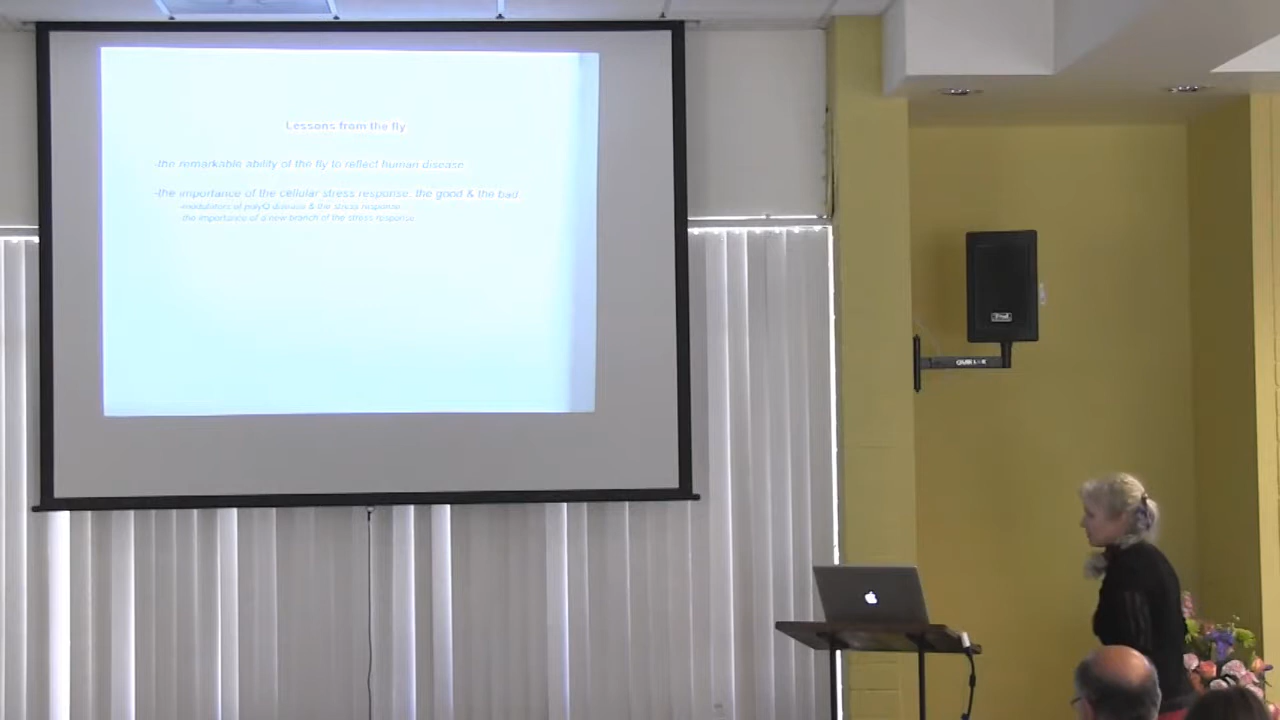 Lessons from the fly
-the remarkable ability of the fly to reflect human disease
-the importance of the cellular stress response: the good & the bad
-modulators of polyQ disease & the stress response
-the importance of a new branch of the stress response